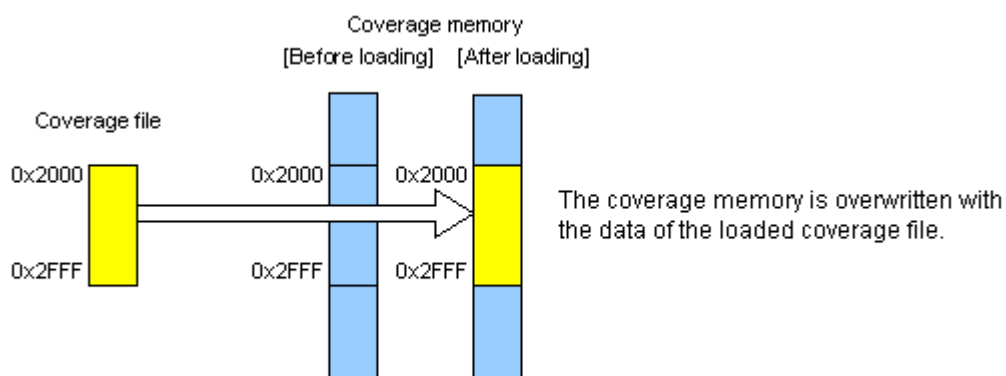 Coverage memory
[Before loading] [After loading]
Coverage file
0x2000 0x2000 0x2000
The coverage memory is overwritten with
the data of the loaded coverage file.
0x2FFF 0x2FFF 0x2FFF